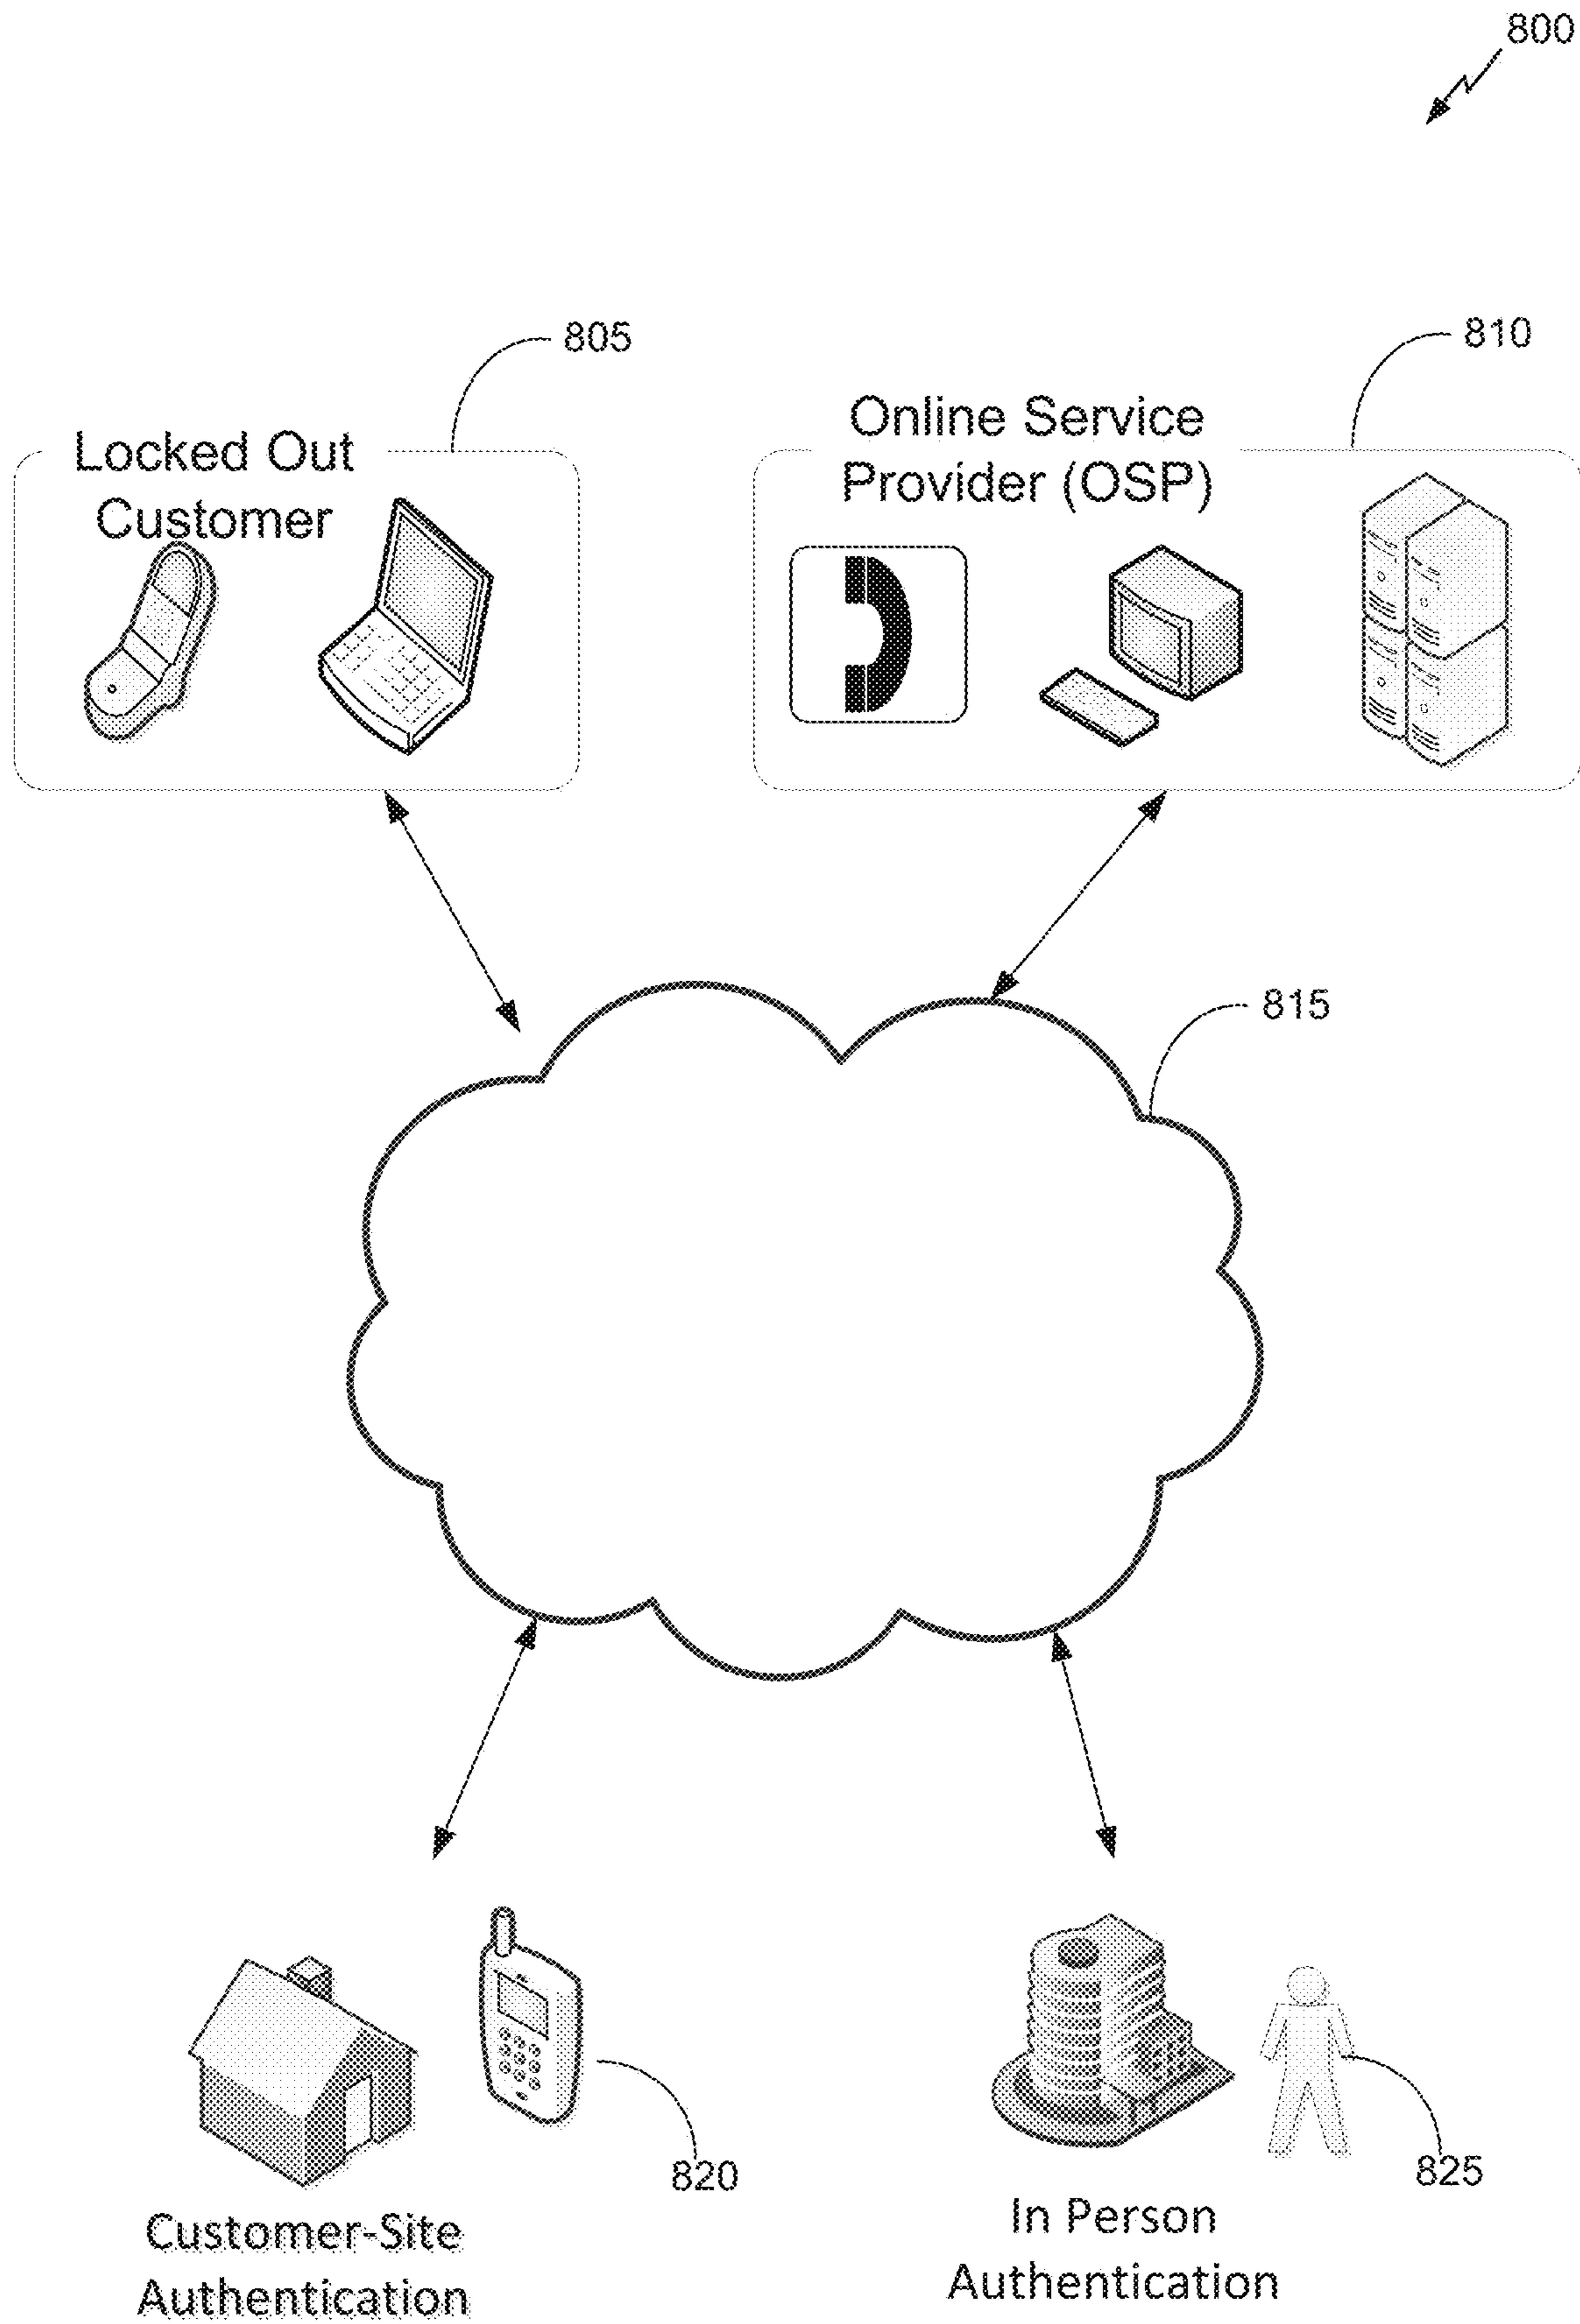 800
805
810
Locked Out
Customer
Online Service
Provider (OSP)
815
820
825
Customer-Site
Authentication
In Person
Authentication